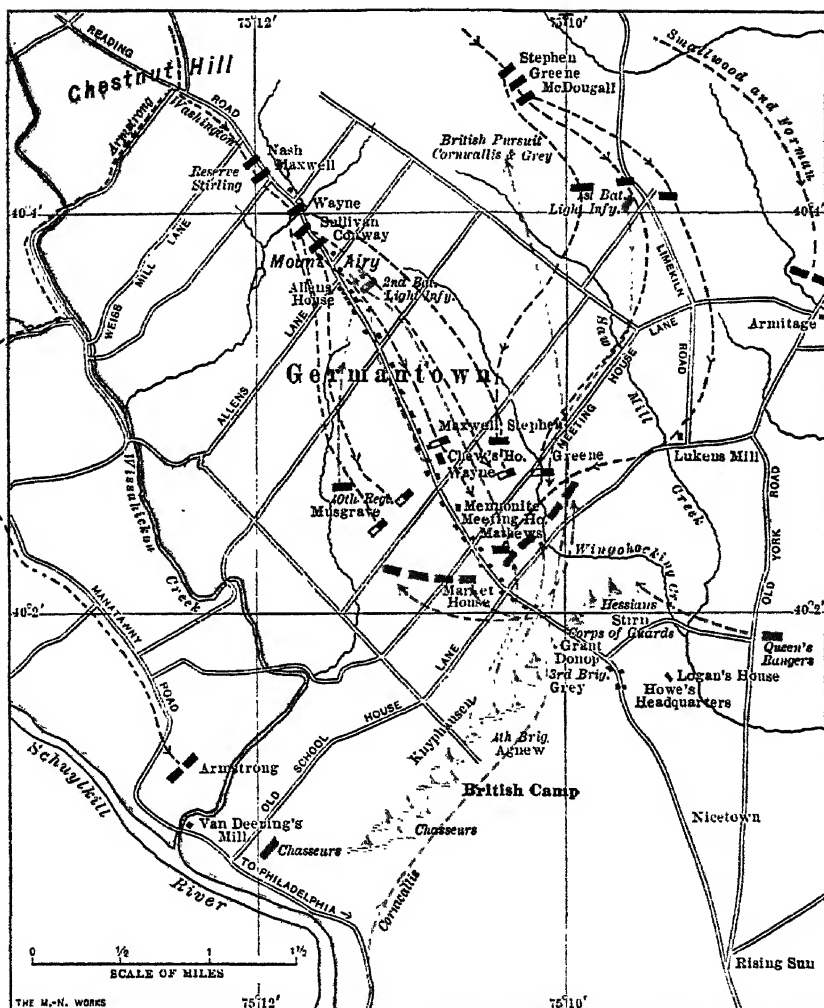 75°12'
75°10'
READING
ROAD
Chestnut Hill
Armstrong
Washington
Stephen
Greene
McDougall
Smallwood and Forman
British Pursuit
Cornwallis & Grey
Nash
Maxwell
Reserve
Stirling
Wayne
40°4'
40°4'
Sullivan
Conway
1st Bat.
Light Infy.
Mount Airy
WEISS MILL LANE
Allens
House
2nd Bat.
Light Infy.
LIMEKILN
ROAD
Armitage
ALLENS LANE
Germantown
MEETING HOUSE LANE
Saw Mill Creek
Maxwell
Stephen
Chew's Ho.
Wayne
Greene
Lukens Mill
Wissahickon
Creek
40th Regt.
Musgrave
Mennonite
Meeting Ho.
Mathews
Wingohocking Cr.
OLD YORK ROAD
Market
House
40°2'
40°2'
MANATANNY
ROAD
Hessians
Stirn
Corps of Guards
Grant
Donop
3rd Brig.
Grey
Queen's
Rangers
Logan's House
Howe's
Headquarters
OLD SCHOOL HOUSE LANE
Knyphausen
4th Brig.
Agnew
British Camp
Armstrong
Schuylkill
River
Van Deering's
Mill
Chasseurs
Chasseurs
Nicetown
TO PHILADELPHIA
Cornwallis
Rising Sun
0 ½ 1 1½
SCALE OF MILES
THE M.-N. WORKS
75°12'
75°10'